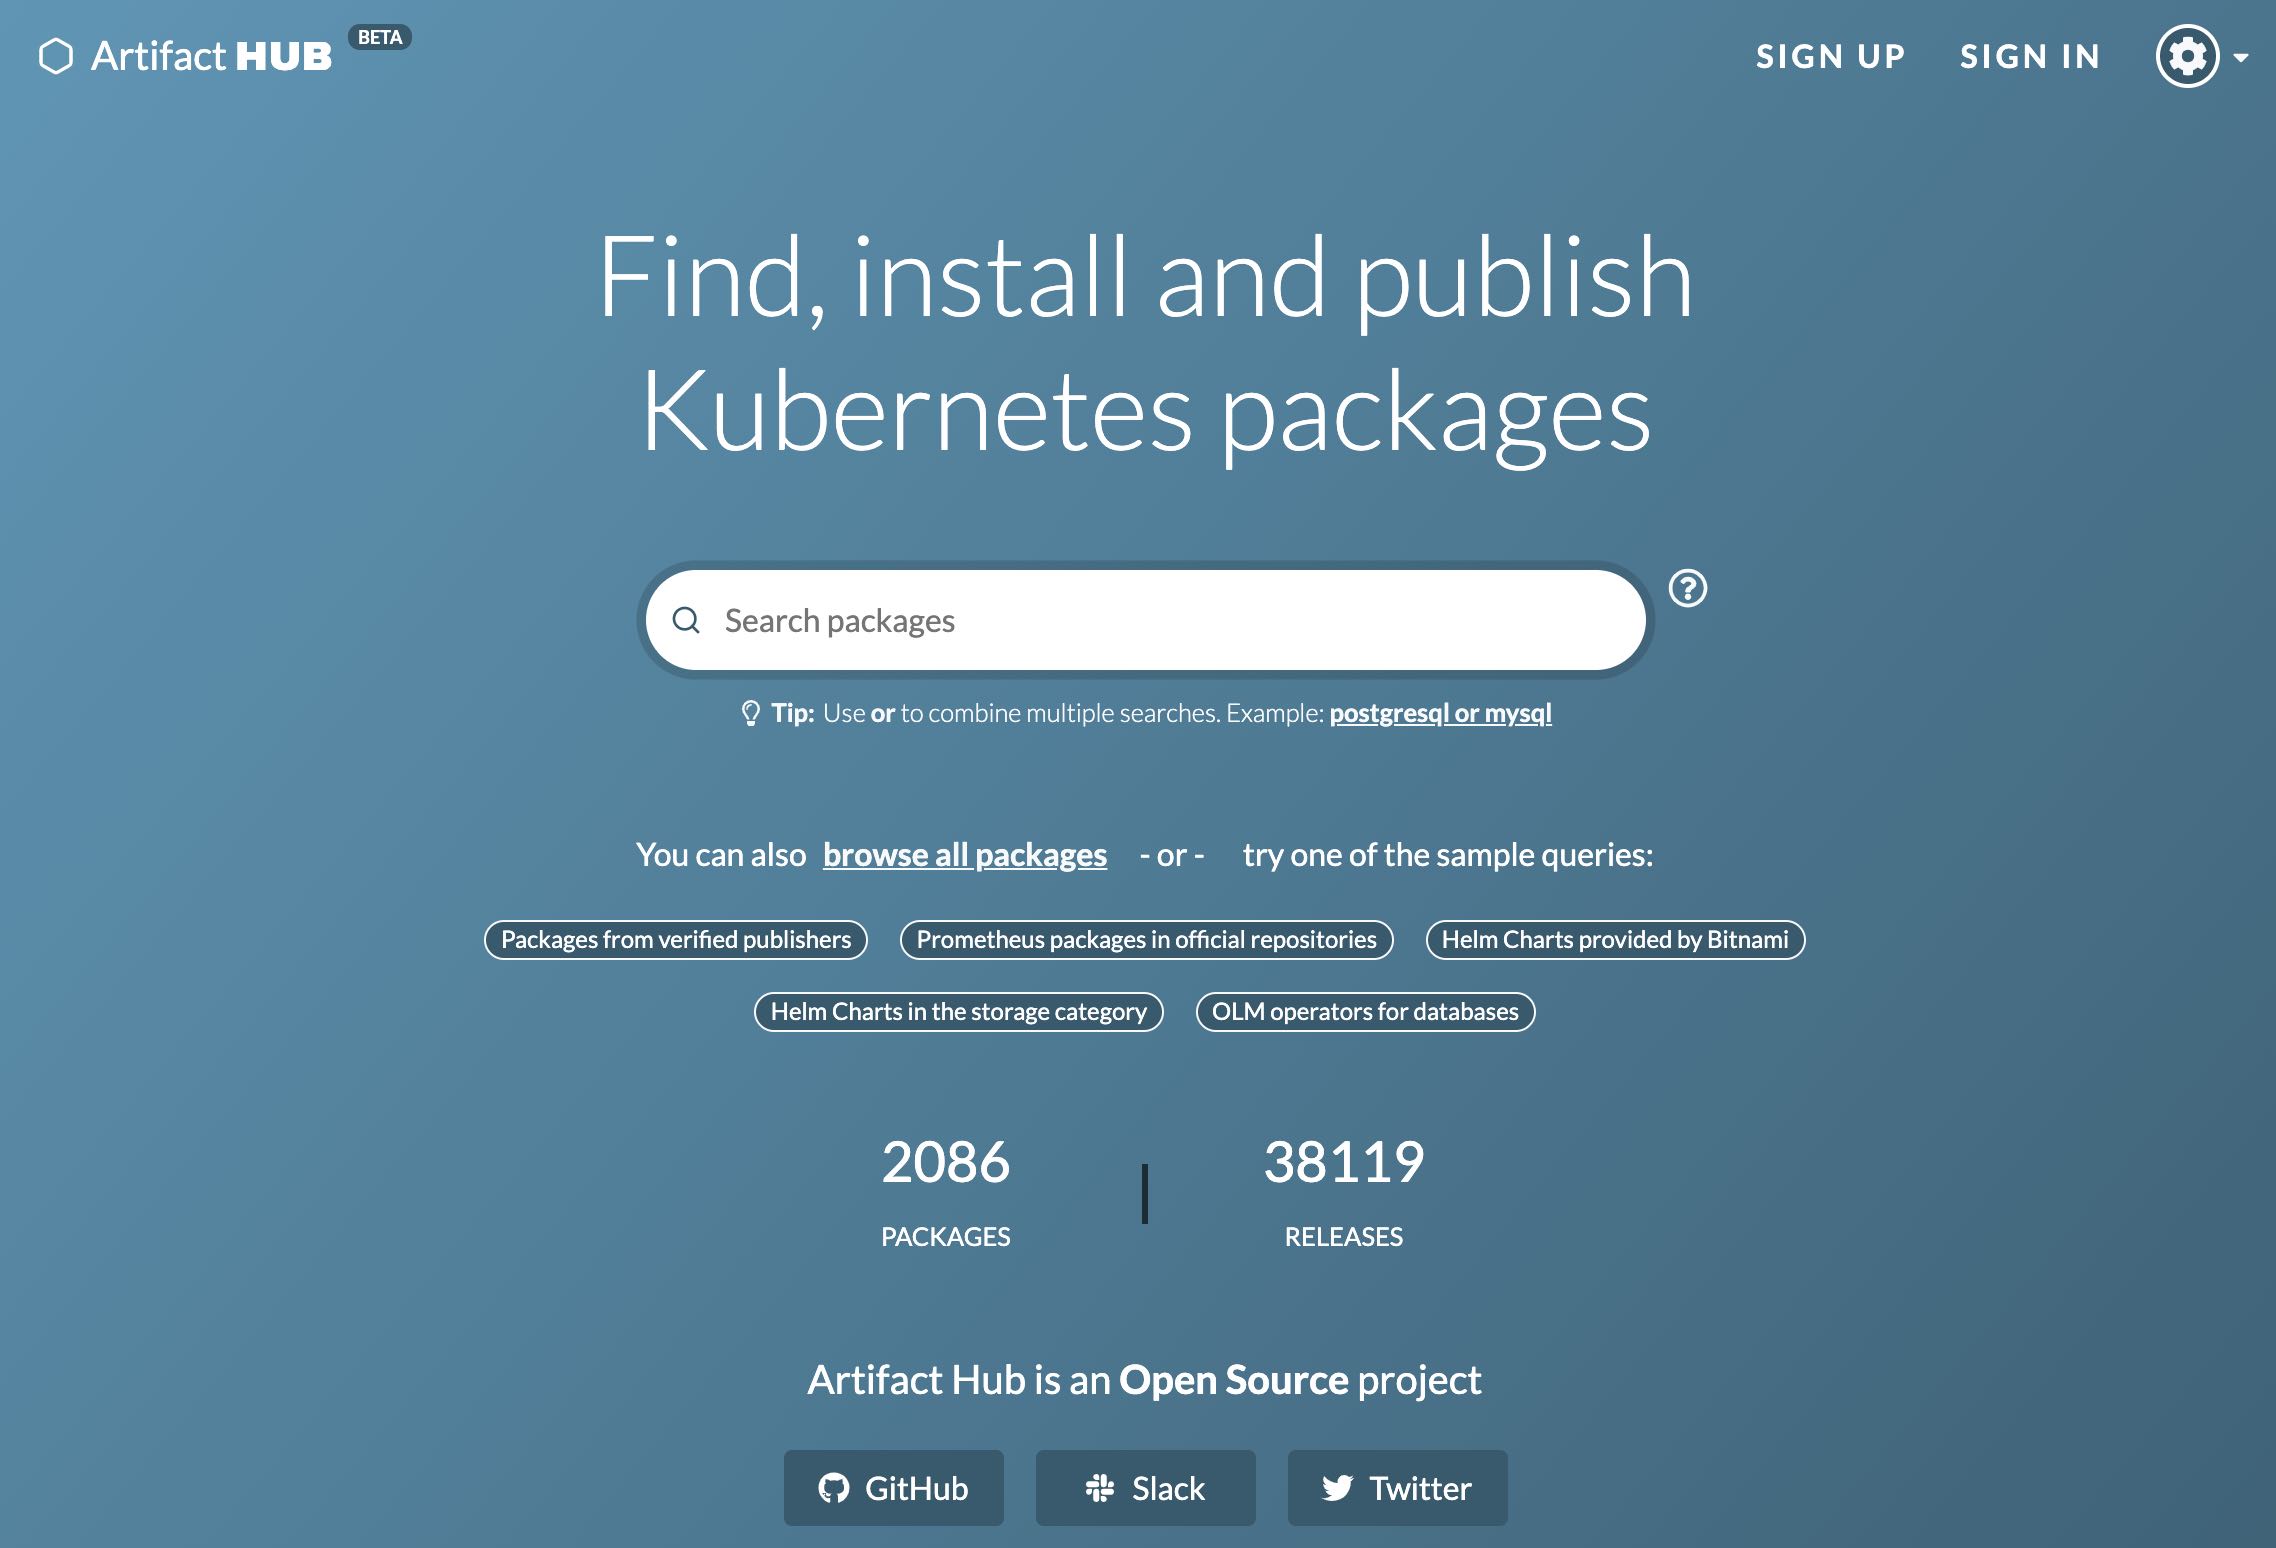 Artifact HUB BETA
SIGN UP SIGN IN
Find, install and publish
Kubernetes packages
Search packages
Tip: Use or to combine multiple searches. Example: postgresql or mysql
You can also browse all packages - or - try one of the sample queries:
Packages from verified publishers Prometheus packages in official repositories Helm Charts provided by Bitnami
Helm Charts in the storage category OLM operators for databases
2086 38119
PACKAGES RELEASES
Artifact Hub is an Open Source project
GitHub Slack Twitter